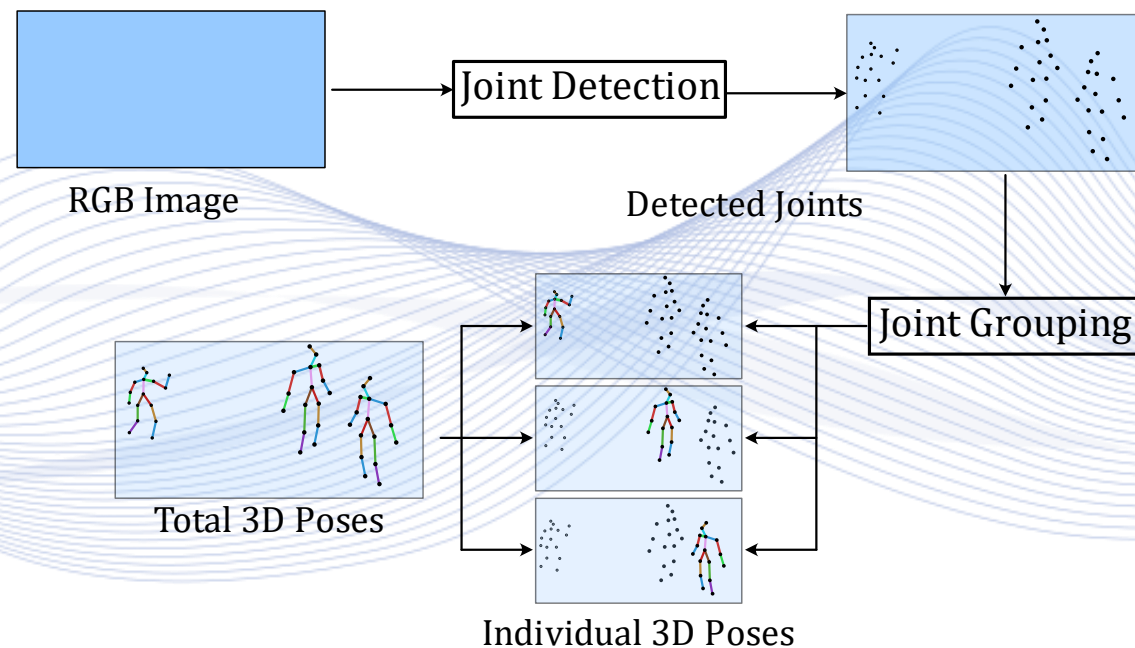 Joint Detection
RGB Image
Detected Joints
Joint Grouping
Total 3D Poses
Individual 3D Poses